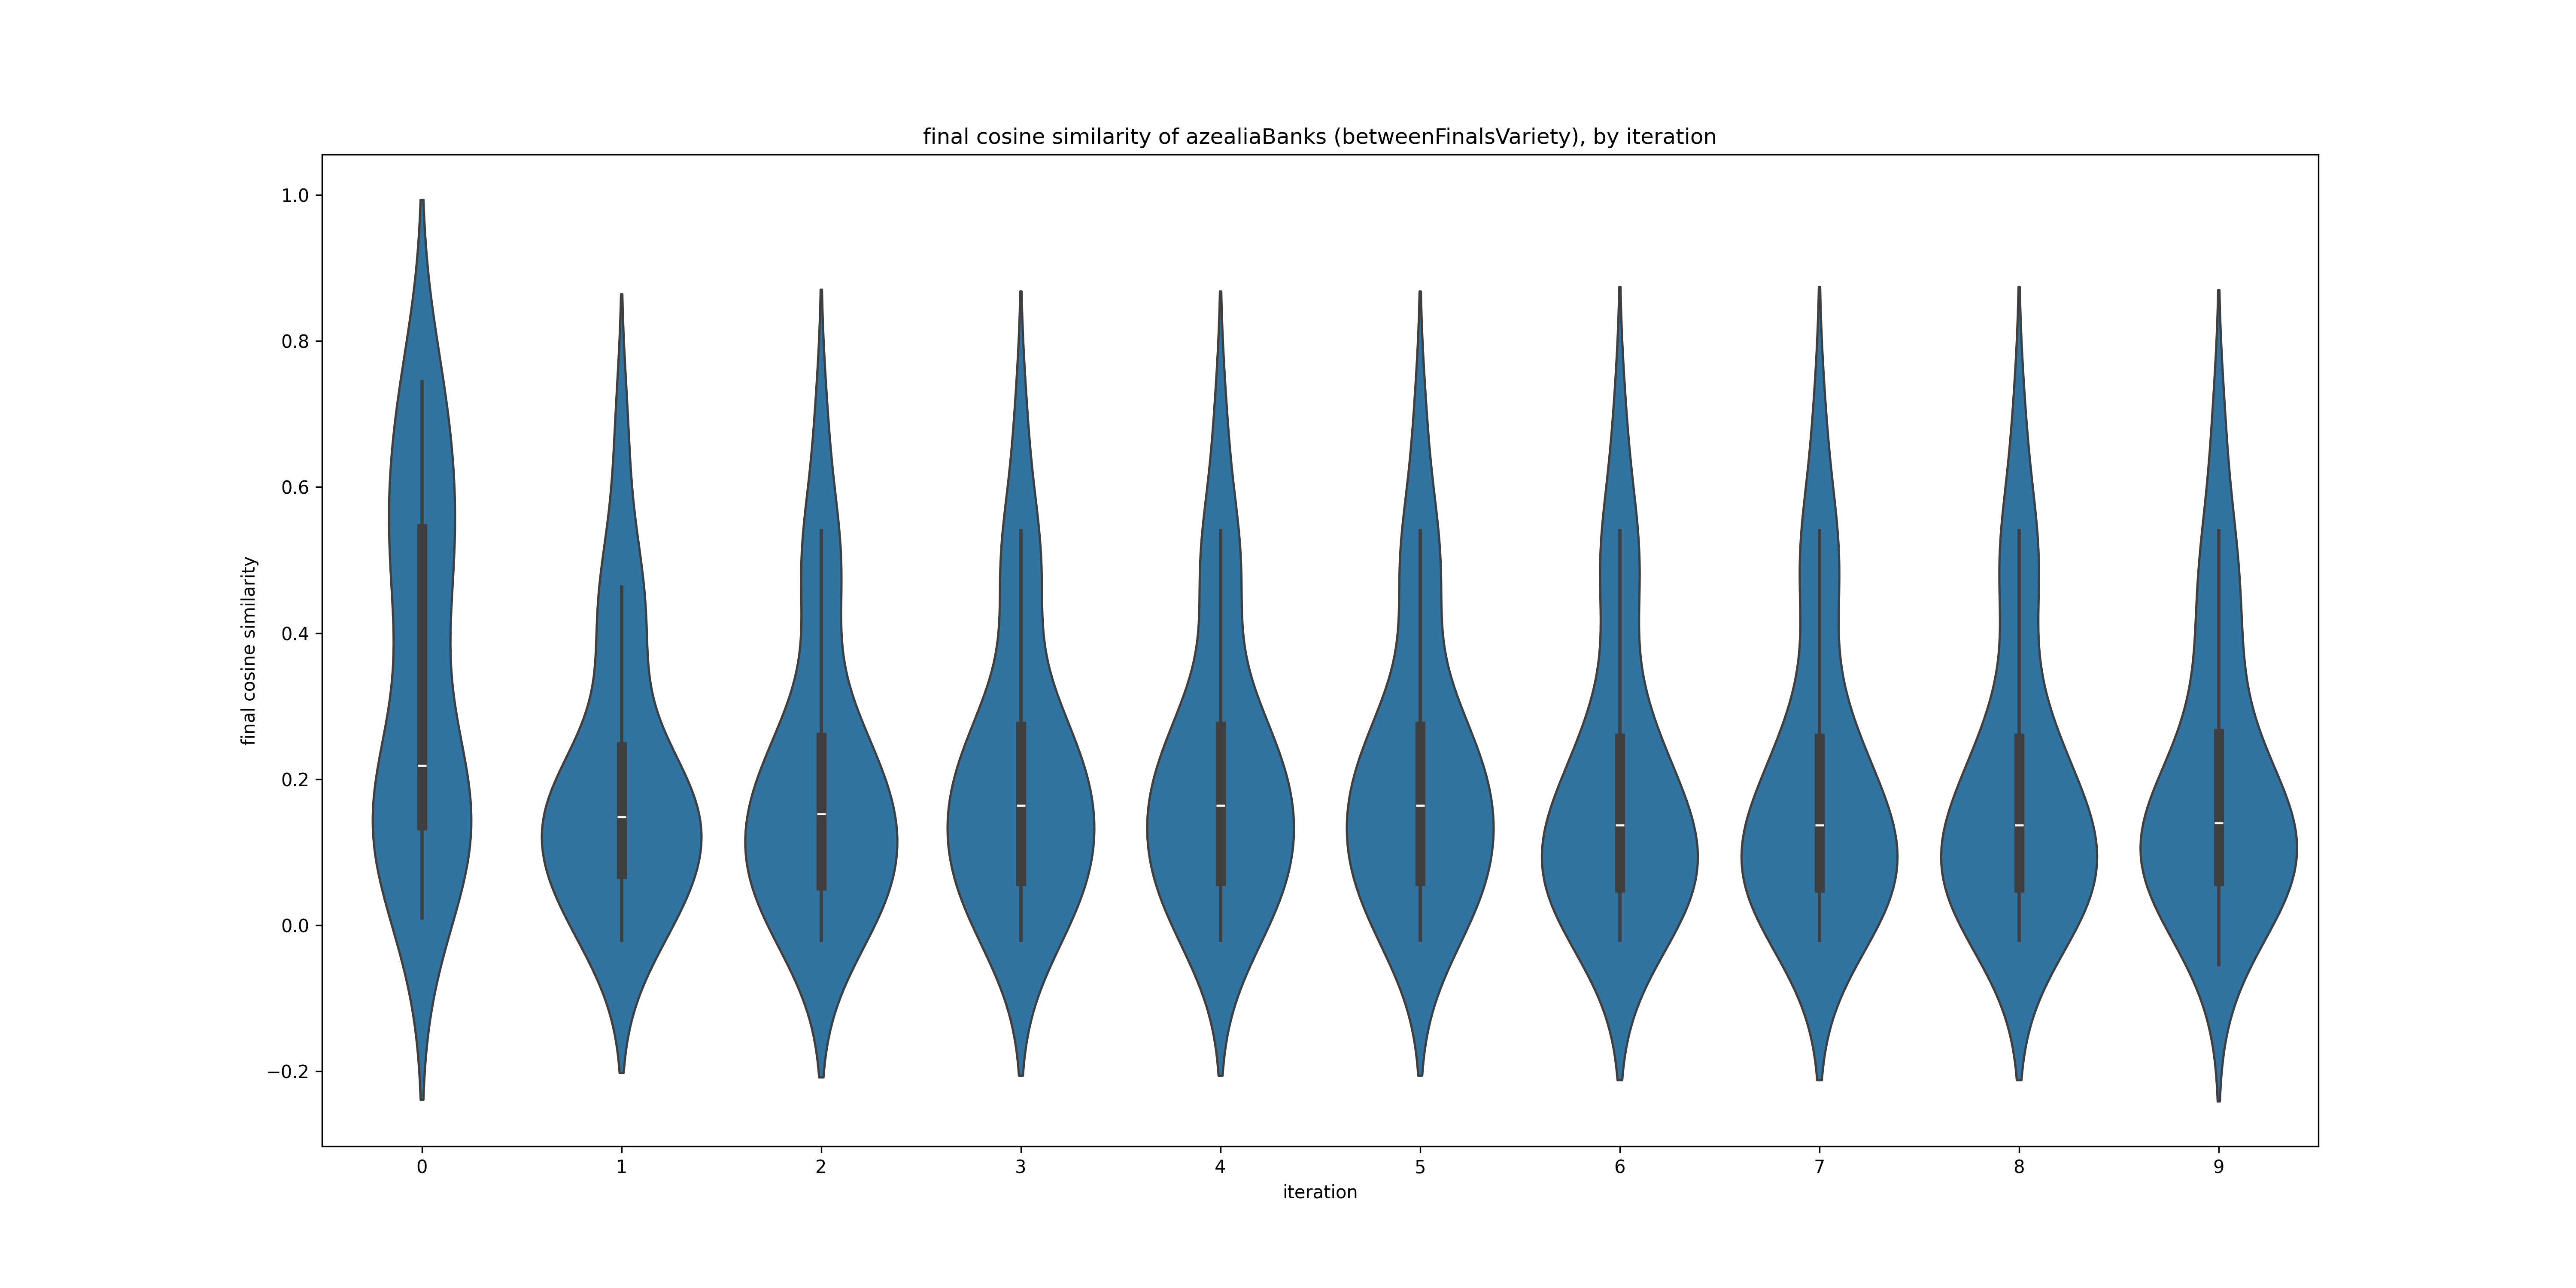 final cosine similarity of azealiaBanks (betweenFinalsVariety), by iteration
1.0
0.8
0.6
0.4
0.2
0.0
−0.2
final cosine similarity
0 1 2 3 4 5 6 7 8 9
iteration